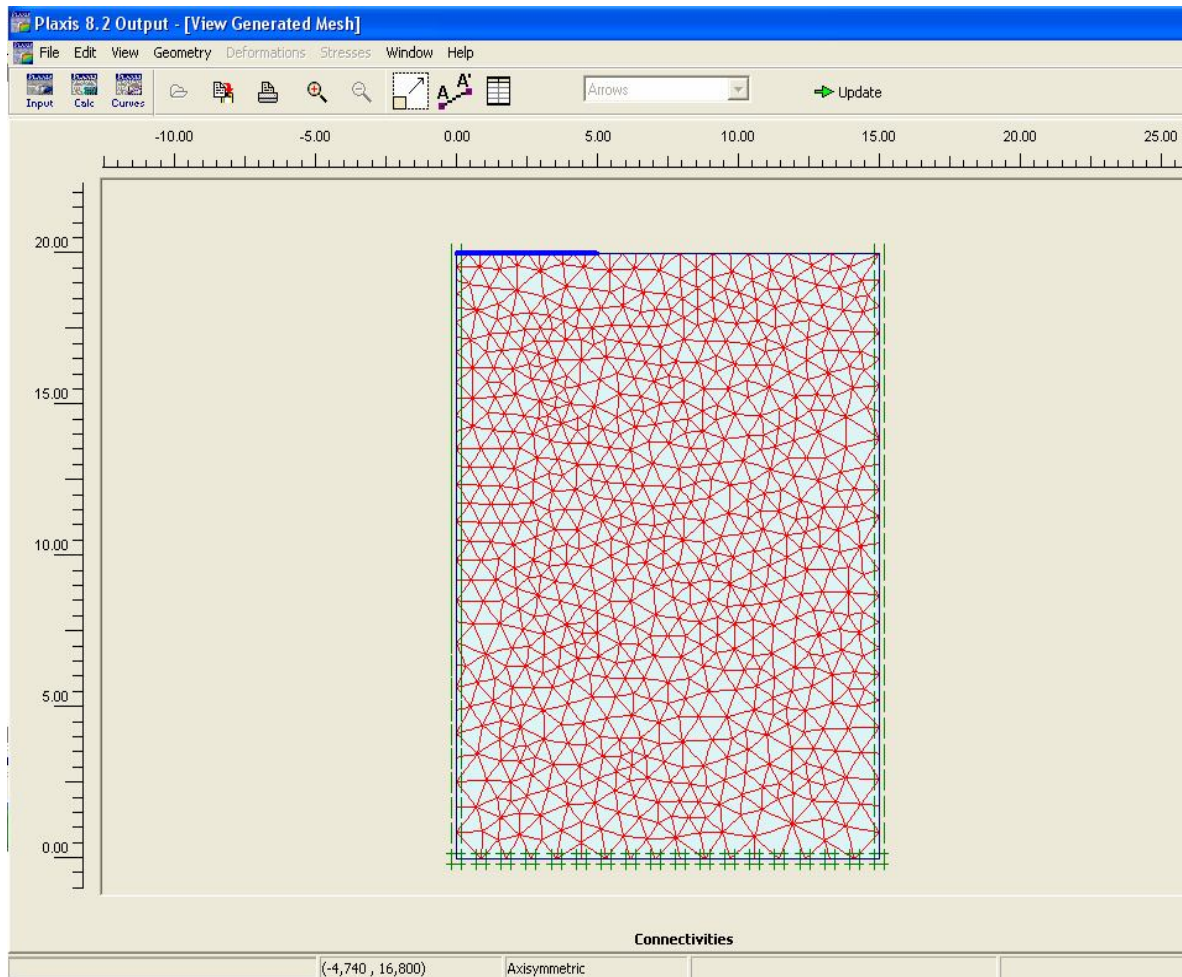 Plaxis 8.2 Output - [View Generated Mesh]
File Edit View Geometry Deformations Stresses Window Help
Input Calc Curves A A' Arrows Update
-10.00 -5.00 0.00 5.00 10.00 15.00 20.00 25.00
20.00
15.00
10.00
5.00
0.00
Connectivities
(-4,740 , 16,800) Axisymmetric